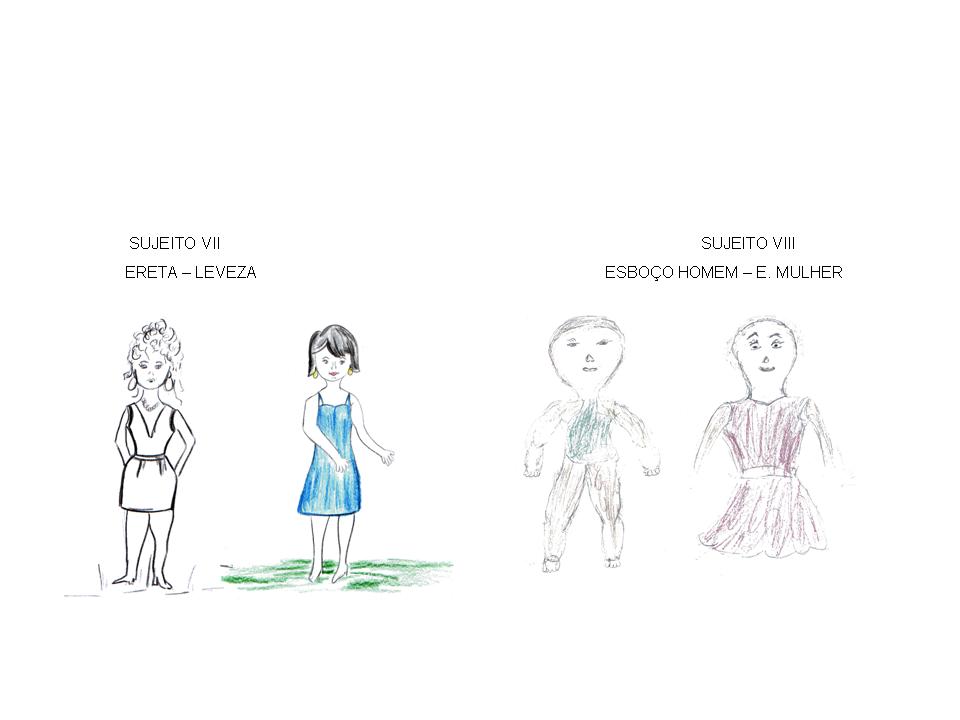 SUJEITO VII
ERETA – LEVEZA
SUJEITO VIII
ESBOÇO HOMEM – E. MULHER